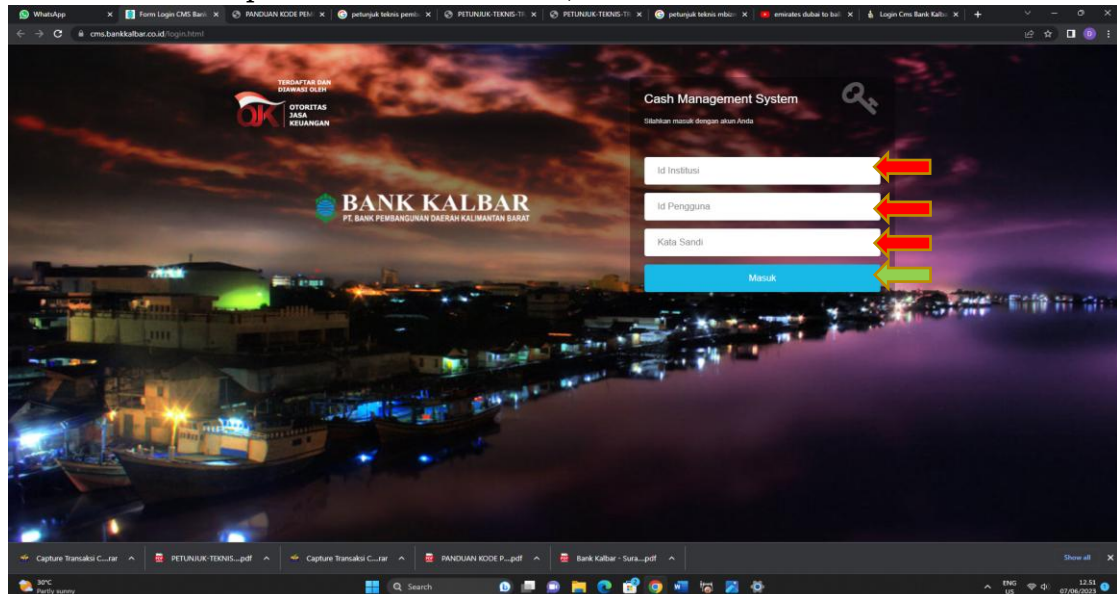 WhatsApp
Form Login CMS Bank
PANDUAN KODE PEM
petunjuk teknis pemb
PETUNJUK-TEKNIS-TR
PETUNJUK-TEKNIS-TR
petunjuk teknis mbiz
emirates dubai to bali
Login Cms Bank Kalba
cms.bankkalbar.co.id/login.html
TERDAFTAR DAN
DIAWASI OLEH
OJK
OTORITAS
JASA
KEUANGAN
BANK KALBAR
PT. BANK PEMBANGUNAN DAERAH KALIMANTAN BARAT
Cash Management System
Silahkan masuk dengan akun Anda
Id Institusi
Id Pengguna
Kata Sandi
Masuk
Capture Transaksi C....rar
PETUNJUK-TEKNIS....pdf
Capture Transaksi C....rar
PANDUAN KODE P....pdf
Bank Kalbar - Sura....pdf
Show all
30°C
Partly sunny
Search
ENG
US
12.51
07/06/2023